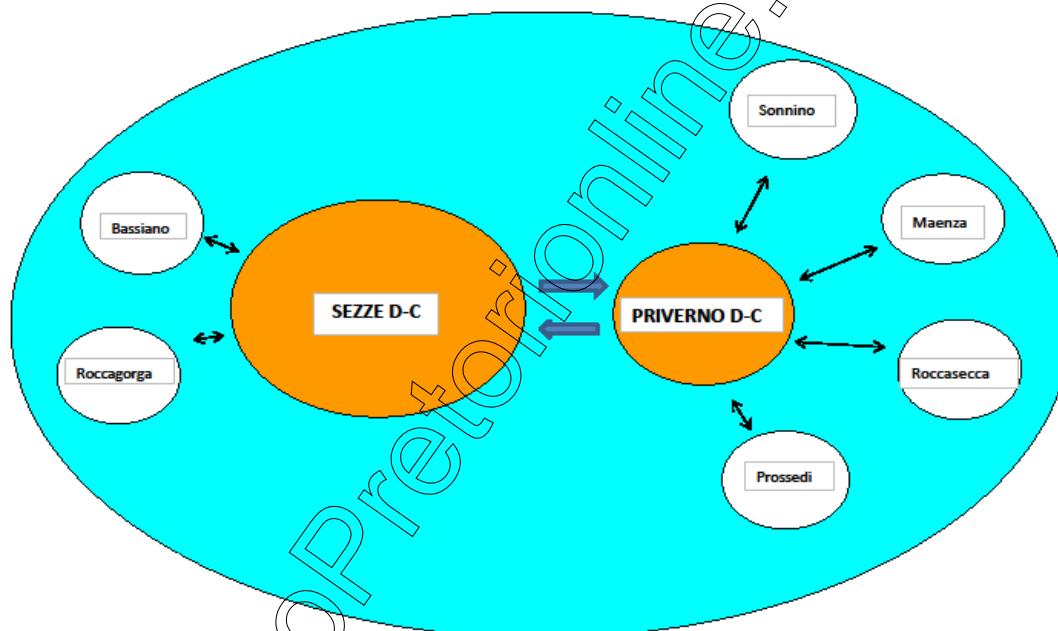 Sonnino
Bassiano
Maenza
SEZZE D-C
PRIVERNO D-C
Roccagorga
Roccasecca
Prossedi
oPretorionline.